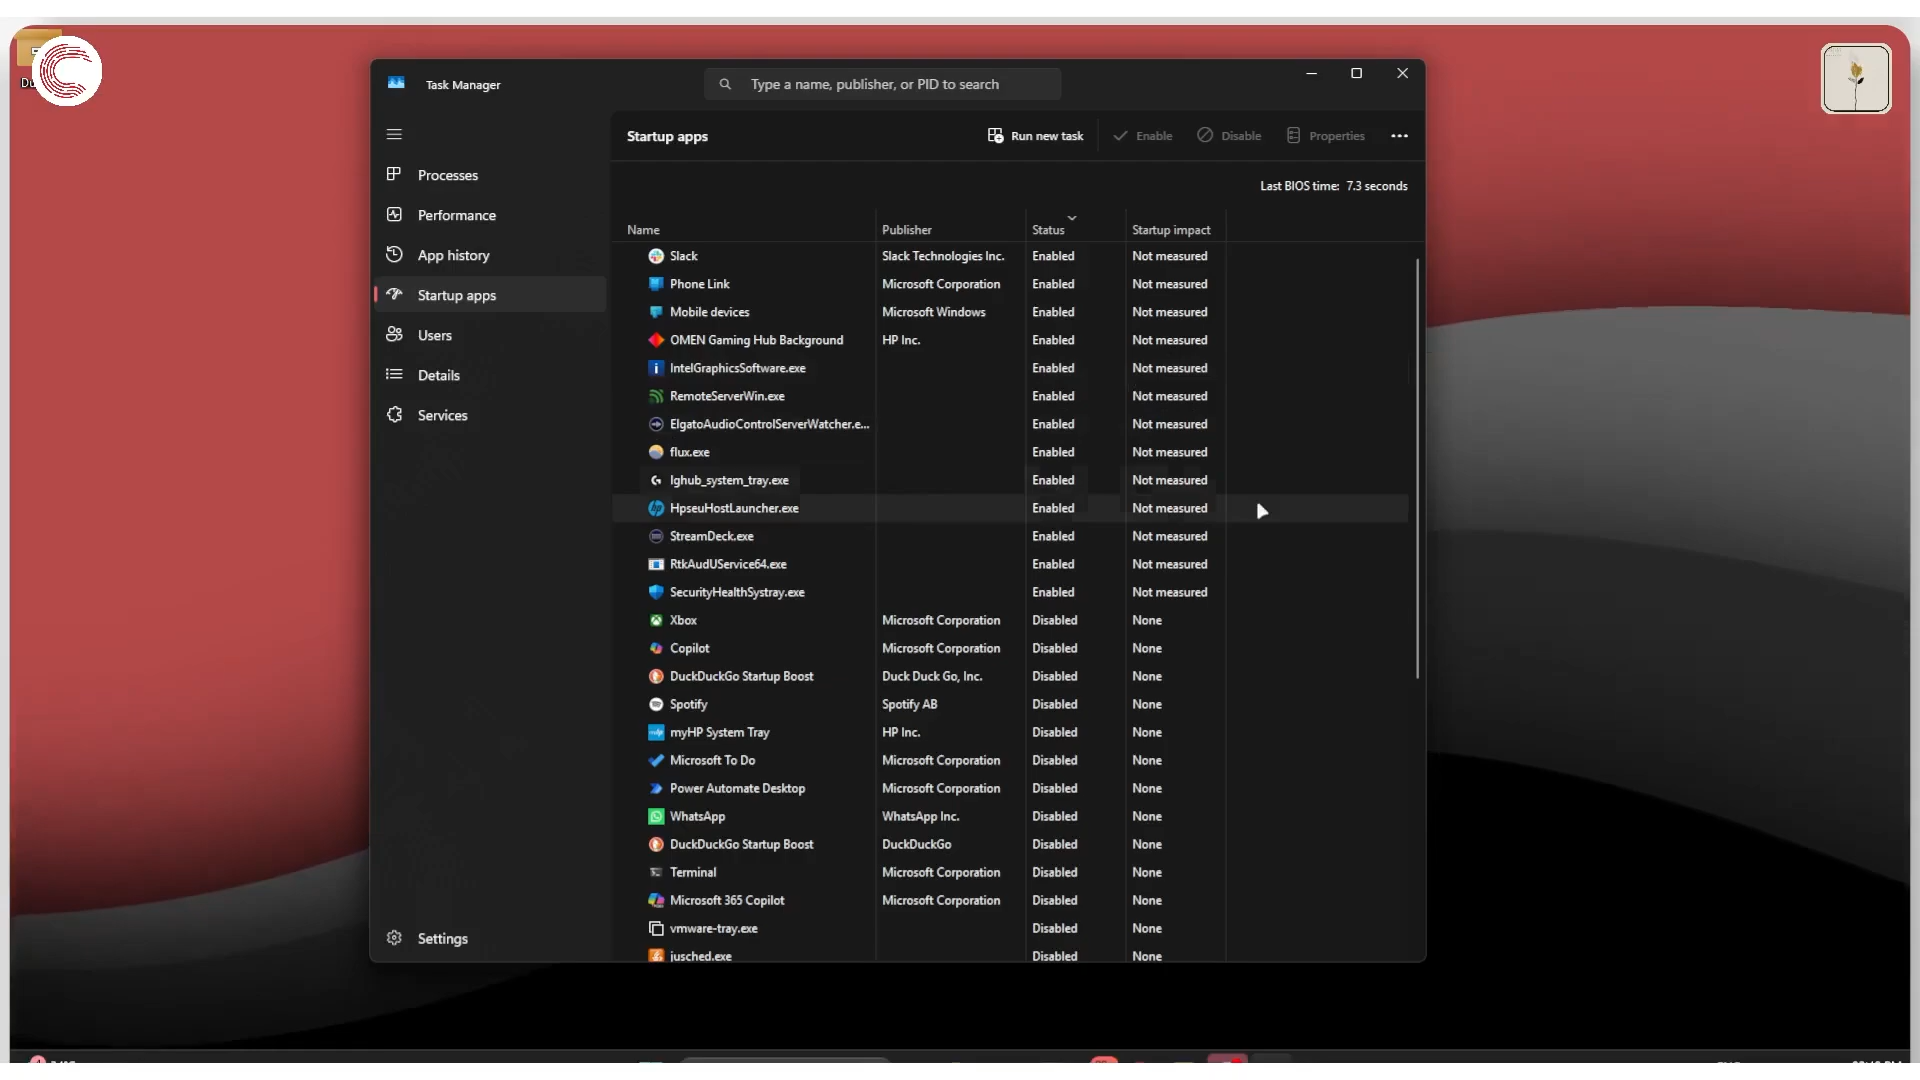 Task Manager
Type a name, publisher, or PID to search
Startup apps
Run new task
Enable
Disable
Properties
Last BIOS time: 7.3 seconds
Processes
Performance
App history
Startup apps
Users
Details
Services
Settings
Name Publisher Status Startup impact
Slack Slack Technologies Inc. Enabled Not measured
Phone Link Microsoft Corporation Enabled Not measured
Mobile devices Microsoft Windows Enabled Not measured
OMEN Gaming Hub Background HP Inc. Enabled Not measured
IntelGraphicsSoftware.exe Enabled Not measured
RemoteServerWin.exe Enabled Not measured
ElgatoAudioControlServerWatcher.e... Enabled Not measured
flux.exe Enabled Not measured
lghub_system_tray.exe Enabled Not measured
HpseuHostLauncher.exe Enabled Not measured
StreamDeck.exe Enabled Not measured
RtkAudUService64.exe Enabled Not measured
SecurityHealthSystray.exe Enabled Not measured
Xbox Microsoft Corporation Disabled None
Copilot Microsoft Corporation Disabled None
DuckDuckGo Startup Boost Duck Duck Go, Inc. Disabled None
Spotify Spotify AB Disabled None
myHP System Tray HP Inc. Disabled None
Microsoft To Do Microsoft Corporation Disabled None
Power Automate Desktop Microsoft Corporation Disabled None
WhatsApp WhatsApp Inc. Disabled None
DuckDuckGo Startup Boost DuckDuckGo Disabled None
Terminal Microsoft Corporation Disabled None
Microsoft 365 Copilot Microsoft Corporation Disabled None
vmware-tray.exe Disabled None
jusched.exe Disabled None